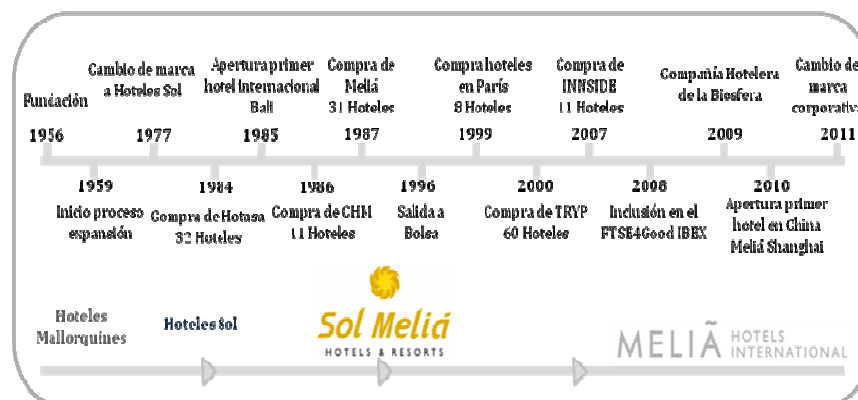 Fundación
1956
Cambio de marca
a Hoteles Sol
1977
Apertura primer
hotel internacional
Bali
1985
Compra de
Meliá
31 Hoteles
1987
Compra hoteles
en París
8 Hoteles
1999
Compra de
INNSIDE
11 Hoteles
2007
Compañía Hotelera
de la Biosfera
2009
Cambio de
marca
corporativa
2011
1959
Inicio proceso
expansión
1984
Compra de Hotasa
32 Hoteles
1986
Compra de CHM
11 Hoteles
1996
Salida a
Bolsa
2000
Compra de TRYP
60 Hoteles
2008
Inclusión en el
FTSE4Good IBEX
2010
Apertura primer
hotel en China
Meliá Shanghai
Hoteles
Mallorquines
Hoteles Sol
Sol Meliá
HOTELS & RESORTS
MELIÃ HOTELS
INTERNATIONAL